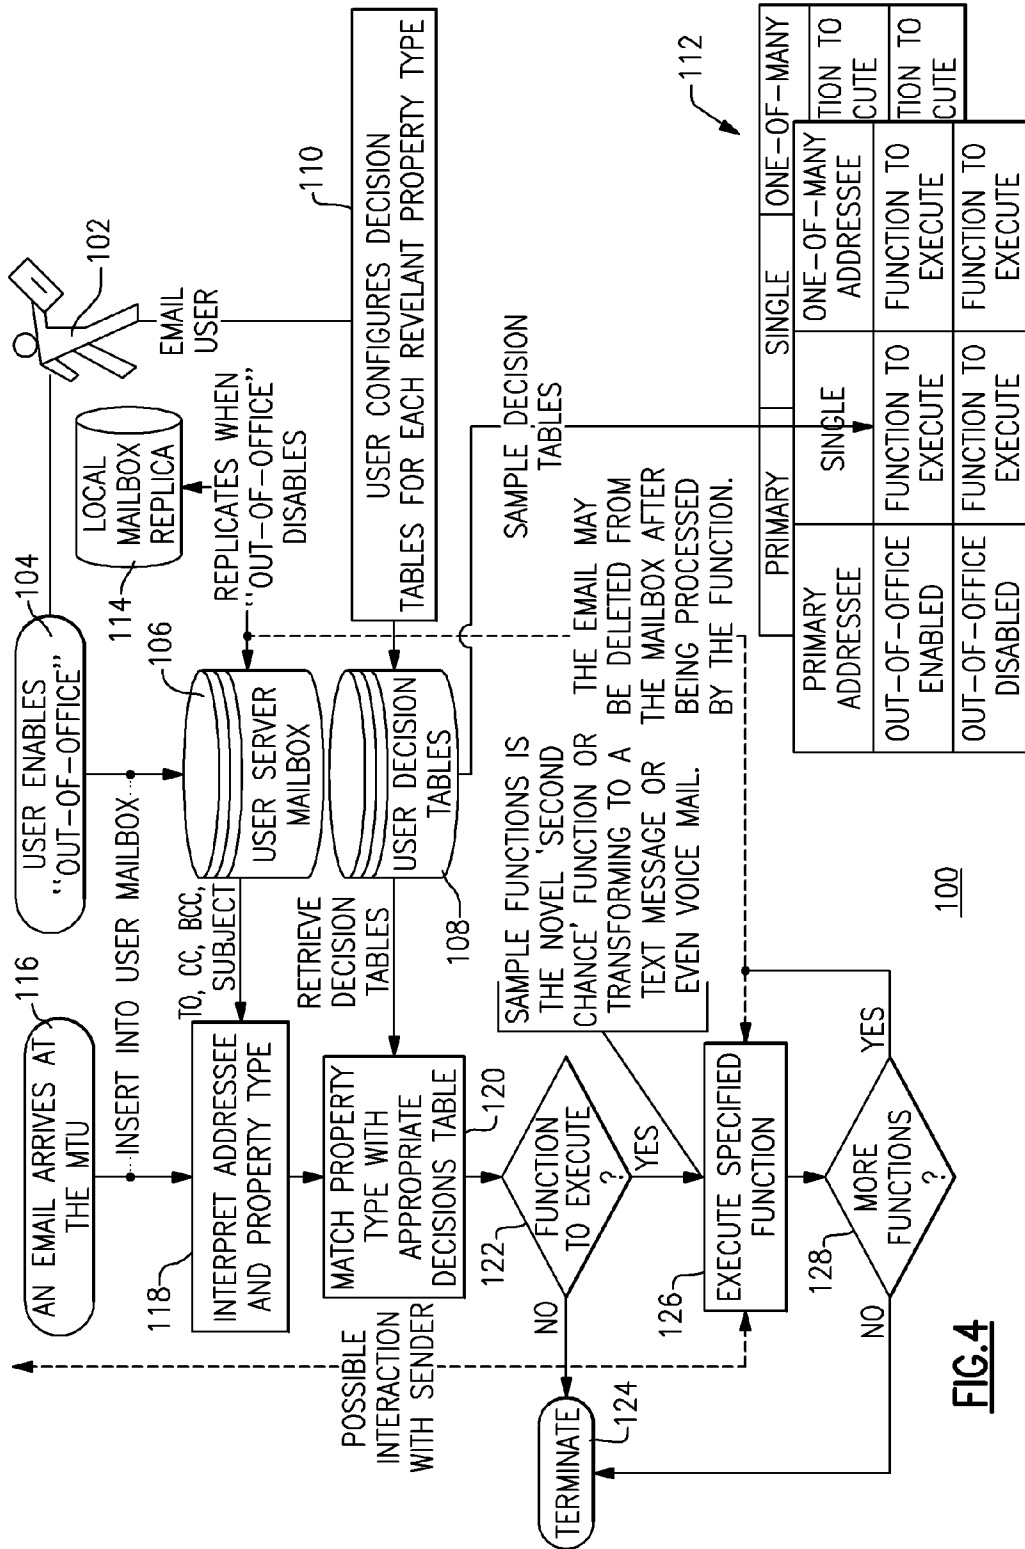 AN EMAIL ARRIVES AT
THE MTU
116
USER ENABLES
"OUT-OF-OFFICE"
104
102
EMAIL
USER
INSERT INTO USER MAILBOX
LOCAL
MAILBOX
REPLICA
114
REPLICATES WHEN
"OUT-OF-OFFICE"
DISABLES
110
USER CONFIGURES DECISION
TABLES FOR EACH REVELANT PROPERTY TYPE
106
USER SERVER
MAILBOX
TO, CC, BCC,
SUBJECT
118
INTERPRET ADDRESSEE
AND PROPERTY TYPE
USER DECISION
TABLES
108
RETRIEVE
DECISION
TABLES
MATCH PROPERTY
TYPE WITH
APPROPRIATE
DECISIONS TABLE
120
POSSIBLE
INTERACTION
WITH SENDER
122
FUNCTION
TO EXECUTE
?
NO
YES
TERMINATE
124
SAMPLE FUNCTIONS IS
THE NOVEL 'SECOND
CHANCE' FUNCTION OR
TRANSFORMING TO A
TEXT MESSAGE OR
EVEN VOICE MAIL.
THE EMAIL MAY
BE DELETED FROM
THE MAILBOX AFTER
BEING PROCESSED
BY THE FUNCTION.
SAMPLE DECISION
TABLES
126
EXECUTE SPECIFIED
FUNCTION
128
MORE
FUNCTIONS
?
NO
YES
112
PRIMARY
SINGLE
ONE-OF-MANY
TION TO
CUTE
TION TO
CUTE
PRIMARY
ADDRESSEE
SINGLE
ONE-OF-MANY
ADDRESSEE
OUT-OF-OFFICE
ENABLED
FUNCTION TO
EXECUTE
FUNCTION TO
EXECUTE
OUT-OF-OFFICE
DISABLED
FUNCTION TO
EXECUTE
FUNCTION TO
EXECUTE
100
FIG.4